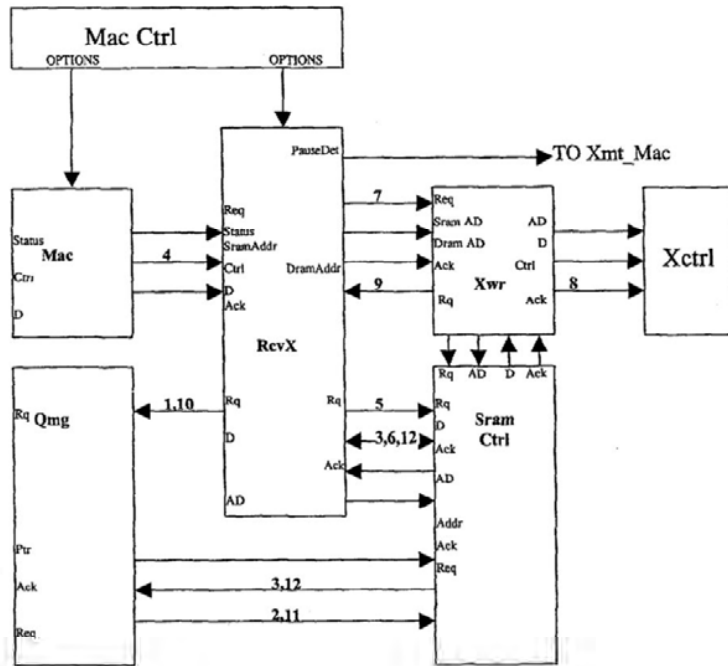 Mac Ctrl
OPTIONS OPTIONS
PauseDet
TO Xmt_Mac
Status
Mac
Ctrl
D
4
Req
Status
SramAddr
Ctrl
DramAddr
D
Ack
RcvX
7
9
Req
Sram AD AD
Dram AD D
Ack Ctrl
Xwr
Rq Ack
8
Xctrl
Rq AD D Ack
Rq Qmg
1,10
Rq Rq
D
Ack
AD
5
3,6,12
Rq Sram
D Ctrl
Ack
AD
Addr
Ack
Req
Ptr
Ack
Req
3,12
2,11